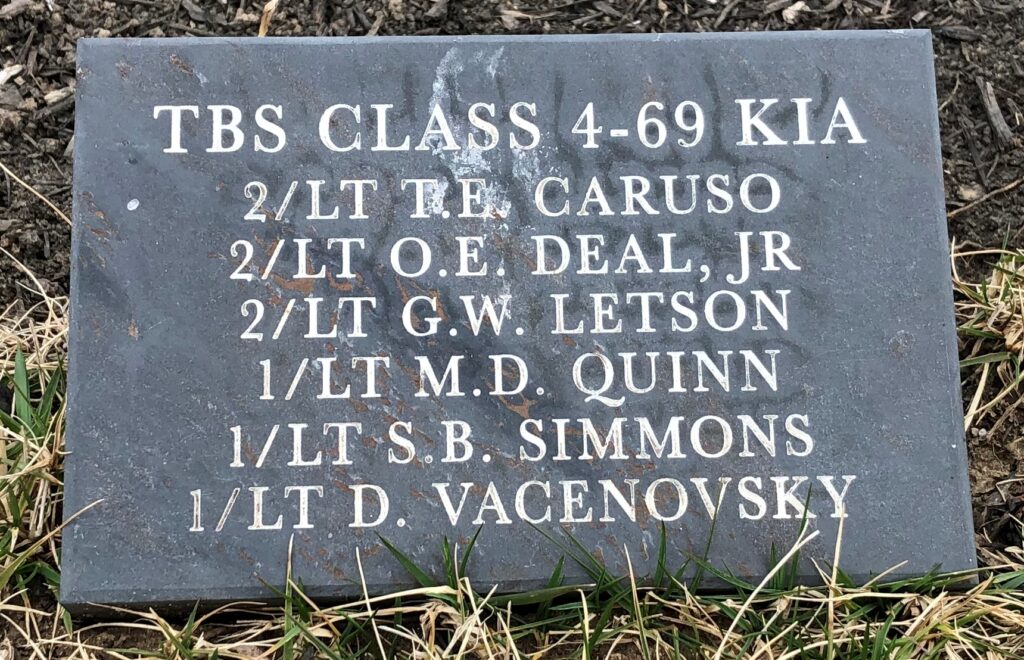 TBS CLASS 4-69 KIA
2/LT T.E. CARUSO
2/LT O.E. DEAL, JR
2/LT G.W. LETSON
1/LT M.D. QUINN
1/LT S.B. SIMMONS
1/LT D. VACENOVSKY